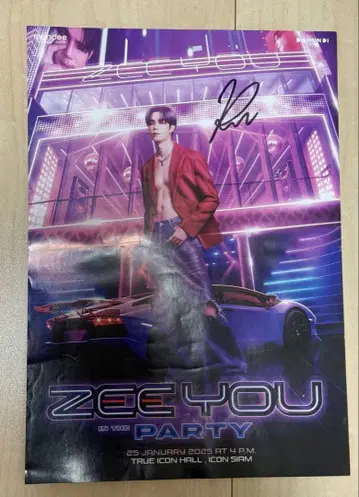 ZEE YOU
ZEE YOU
IN THE PARTY
25 JANUARY 2025 AT 4 P.M.
TRUE ICON HALL, ICON SIAM